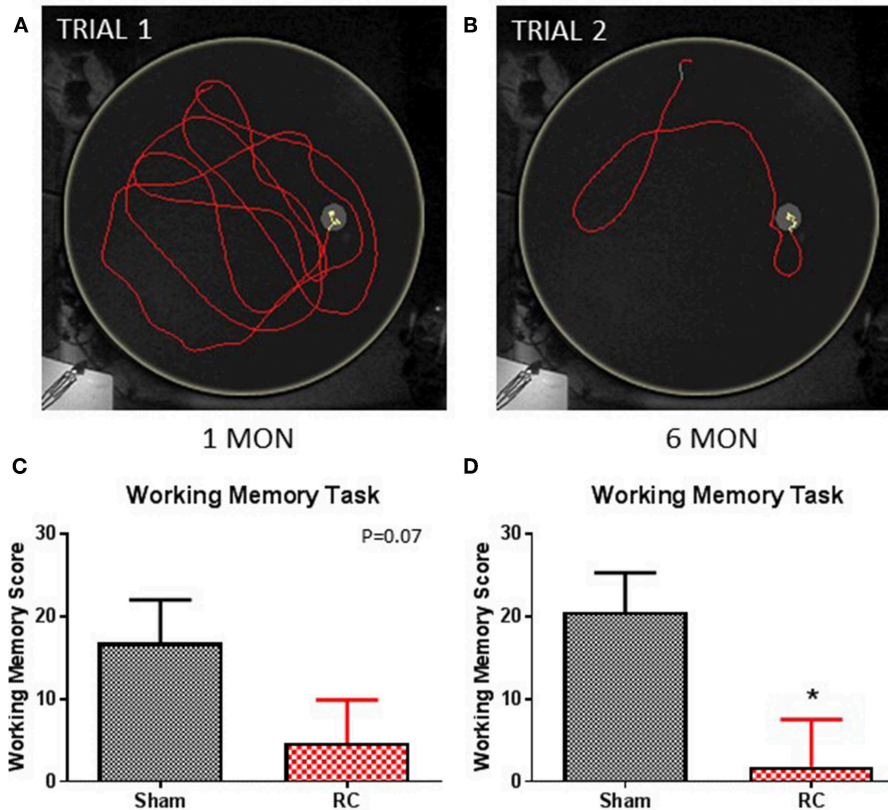 A
TRIAL 1
B
TRIAL 2
1 MON
6 MON
C
Working Memory Task
P=0.07
Working Memory Score
30
20
10
0
Sham
RC
D
Working Memory Task
Working Memory Score
30
20
10
0
*
Sham
RC